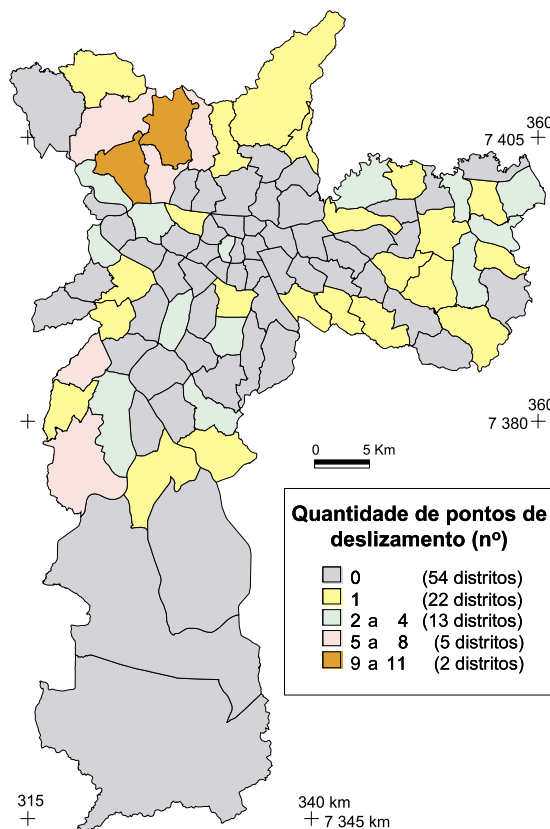 360
7 405
360
7 380
0 5 Km
Quantidade de pontos de
deslizamento (nº)
0 (54 distritos)
1 (22 distritos)
2 a 4 (13 distritos)
5 a 8 (5 distritos)
9 a 11 (2 distritos)
315
340 km
7 345 km